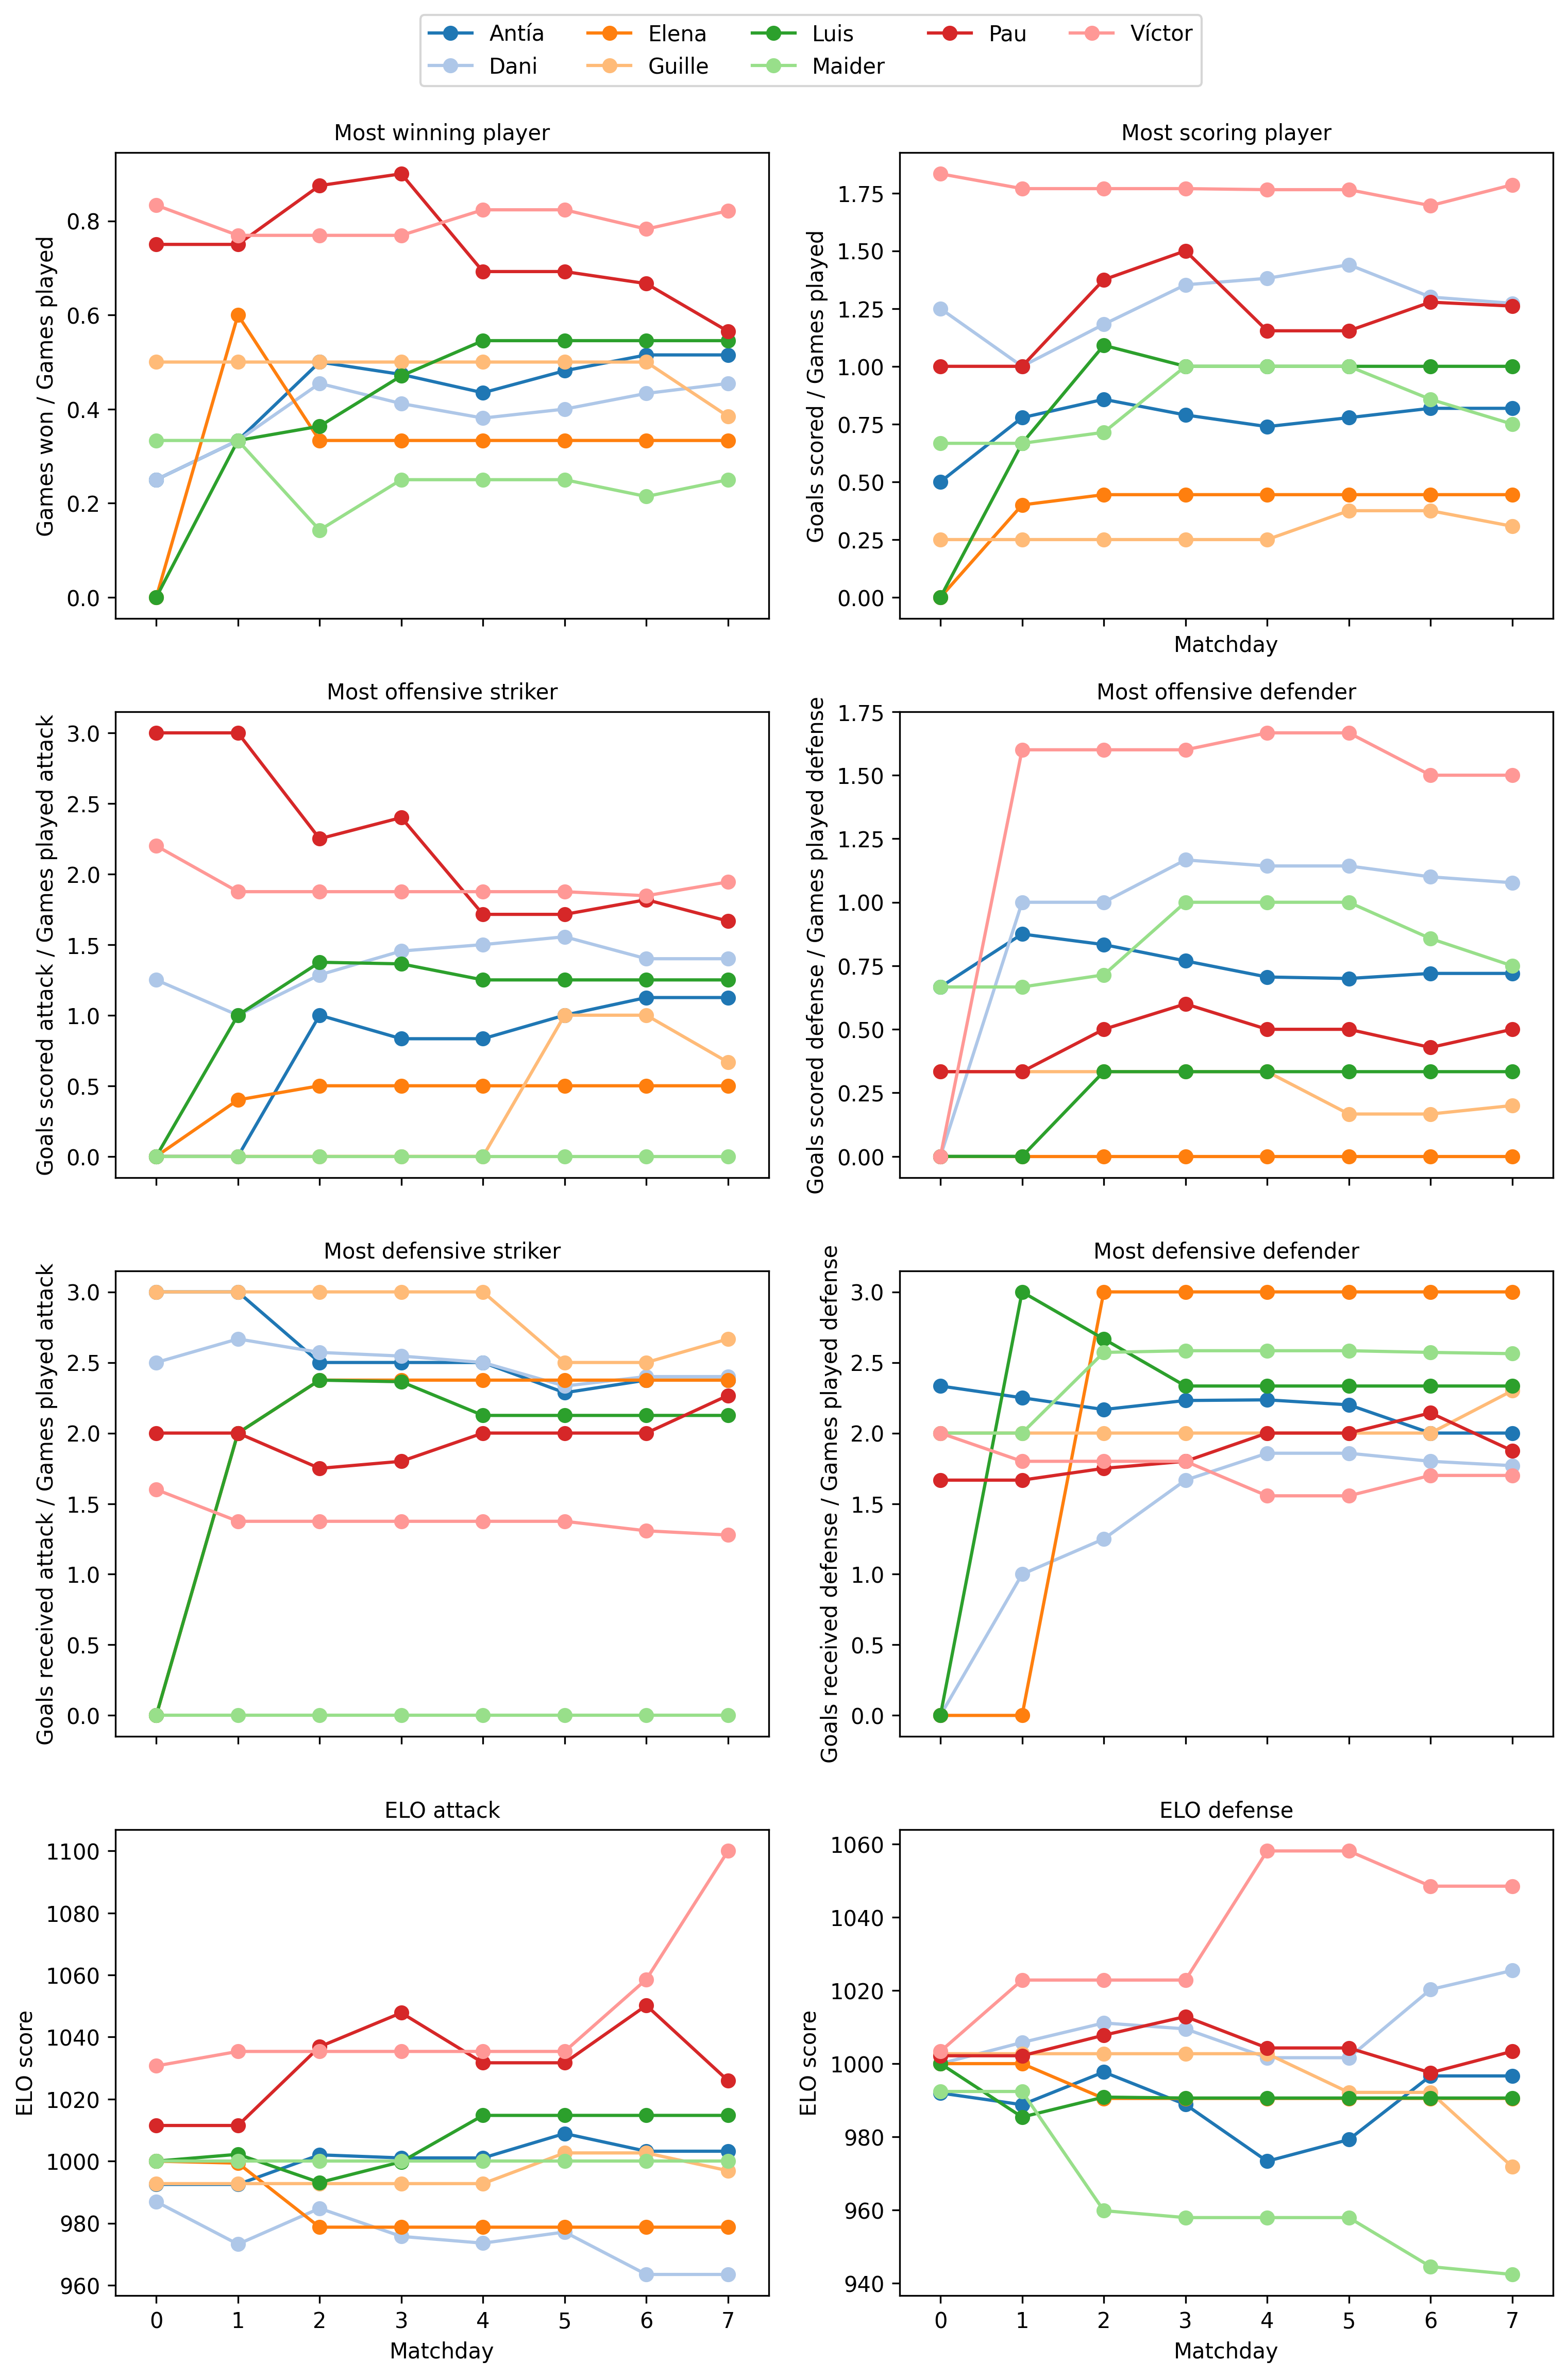 Antía Elena Luis Pau Víctor
Dani Guille Maider
Most winning player
Games won / Games played
0.8
0.6
0.4
0.2
0.0
Most scoring player
Goals scored / Games played
1.75
1.50
1.25
1.00
0.75
0.50
0.25
0.00
Matchday
Most offensive striker
Goals scored attack / Games played attack
3.0
2.5
2.0
1.5
1.0
0.5
0.0
Most offensive defender
Goals scored defense / Games played defense
1.75
1.50
1.25
1.00
0.75
0.50
0.25
0.00
Most defensive striker
Goals received attack / Games played attack
3.0
2.5
2.0
1.5
1.0
0.5
0.0
Most defensive defender
Goals received defense / Games played defense
3.0
2.5
2.0
1.5
1.0
0.5
0.0
ELO attack
ELO score
1100
1080
1060
1040
1020
1000
980
960
0 1 2 3 4 5 6 7
Matchday
ELO defense
ELO score
1060
1040
1020
1000
980
960
940
0 1 2 3 4 5 6 7
Matchday